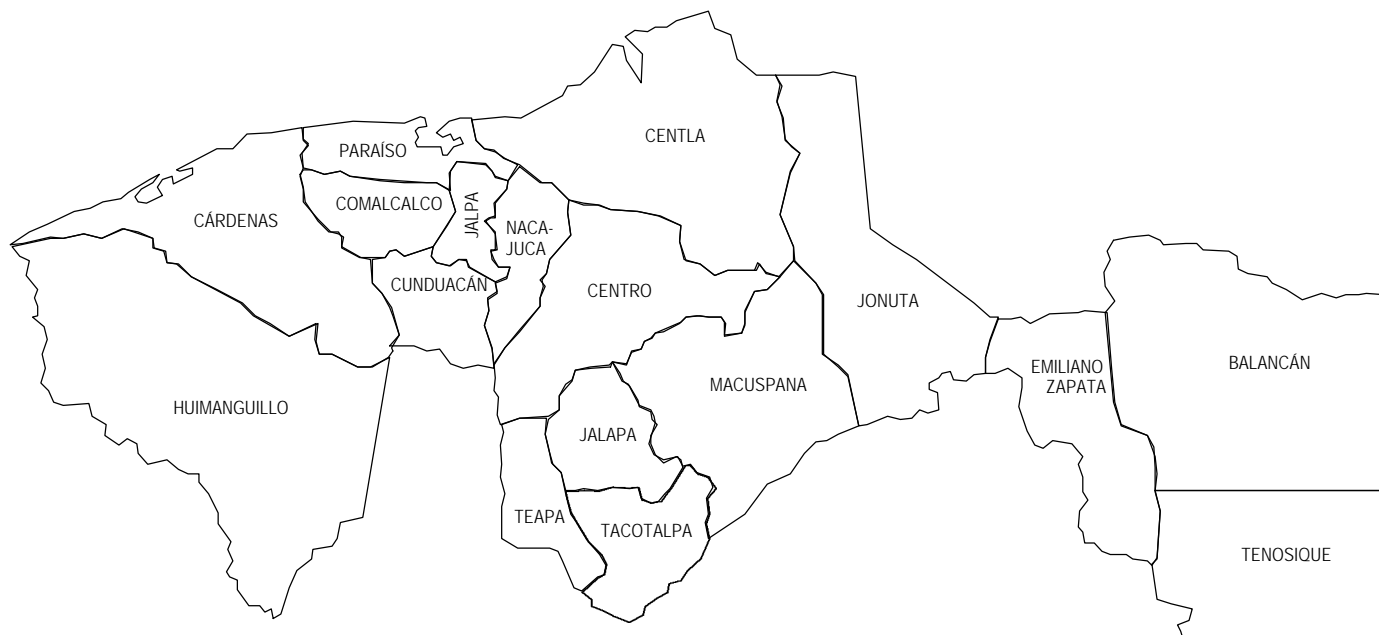 CENTLA
PARAÍSO
COMALCALCO
JALPA
CÁRDENAS
NACA-
JUCA
CUNDUACÁN
CENTRO
JONUTA
EMILIANO
ZAPATA
BALANCÁN
MACUSPANA
HUIMANGUILLO
JALAPA
TEAPA
TACOTALPA
TENOSIQUE